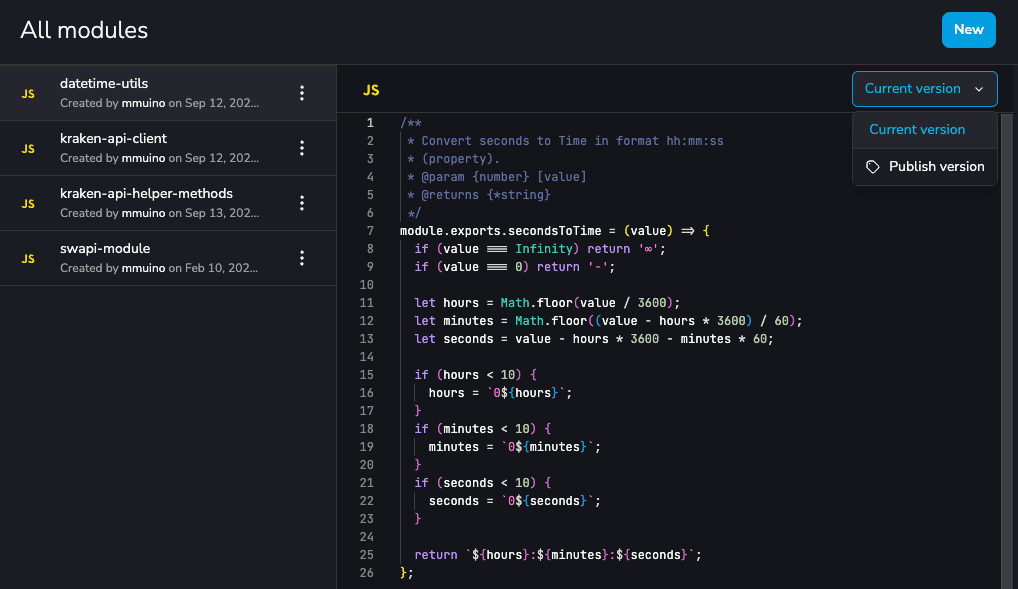 All modules
New
JS
datetime-utils
Created by mmuino on Sep 12, 202...
JS
kraken-api-client
Created by mmuino on Sep 12, 202...
JS
kraken-api-helper-methods
Created by mmuino on Sep 13, 202...
JS
swapi-module
Created by mmuino on Feb 10, 202...
JS
Current version
Current version
Publish version
1 /**
2  * Convert seconds to Time in format hh:mm:ss
3  * (property).
4  * @param {number} [value]
5  * @returns {*string}
6  */
7 module.exports.secondsToTime = (value) => {
8   if (value === Infinity) return '∞';
9   if (value === 0) return '-';
10
11   let hours = Math.floor(value / 3600);
12   let minutes = Math.floor((value - hours * 3600) / 60);
13   let seconds = value - hours * 3600 - minutes * 60;
14
15   if (hours < 10) {
16     hours = `0${hours}`;
17   }
18   if (minutes < 10) {
19     minutes = `0${minutes}`;
20   }
21   if (seconds < 10) {
22     seconds = `0${seconds}`;
23   }
24
25   return `${hours}:${minutes}:${seconds}`;
26 };